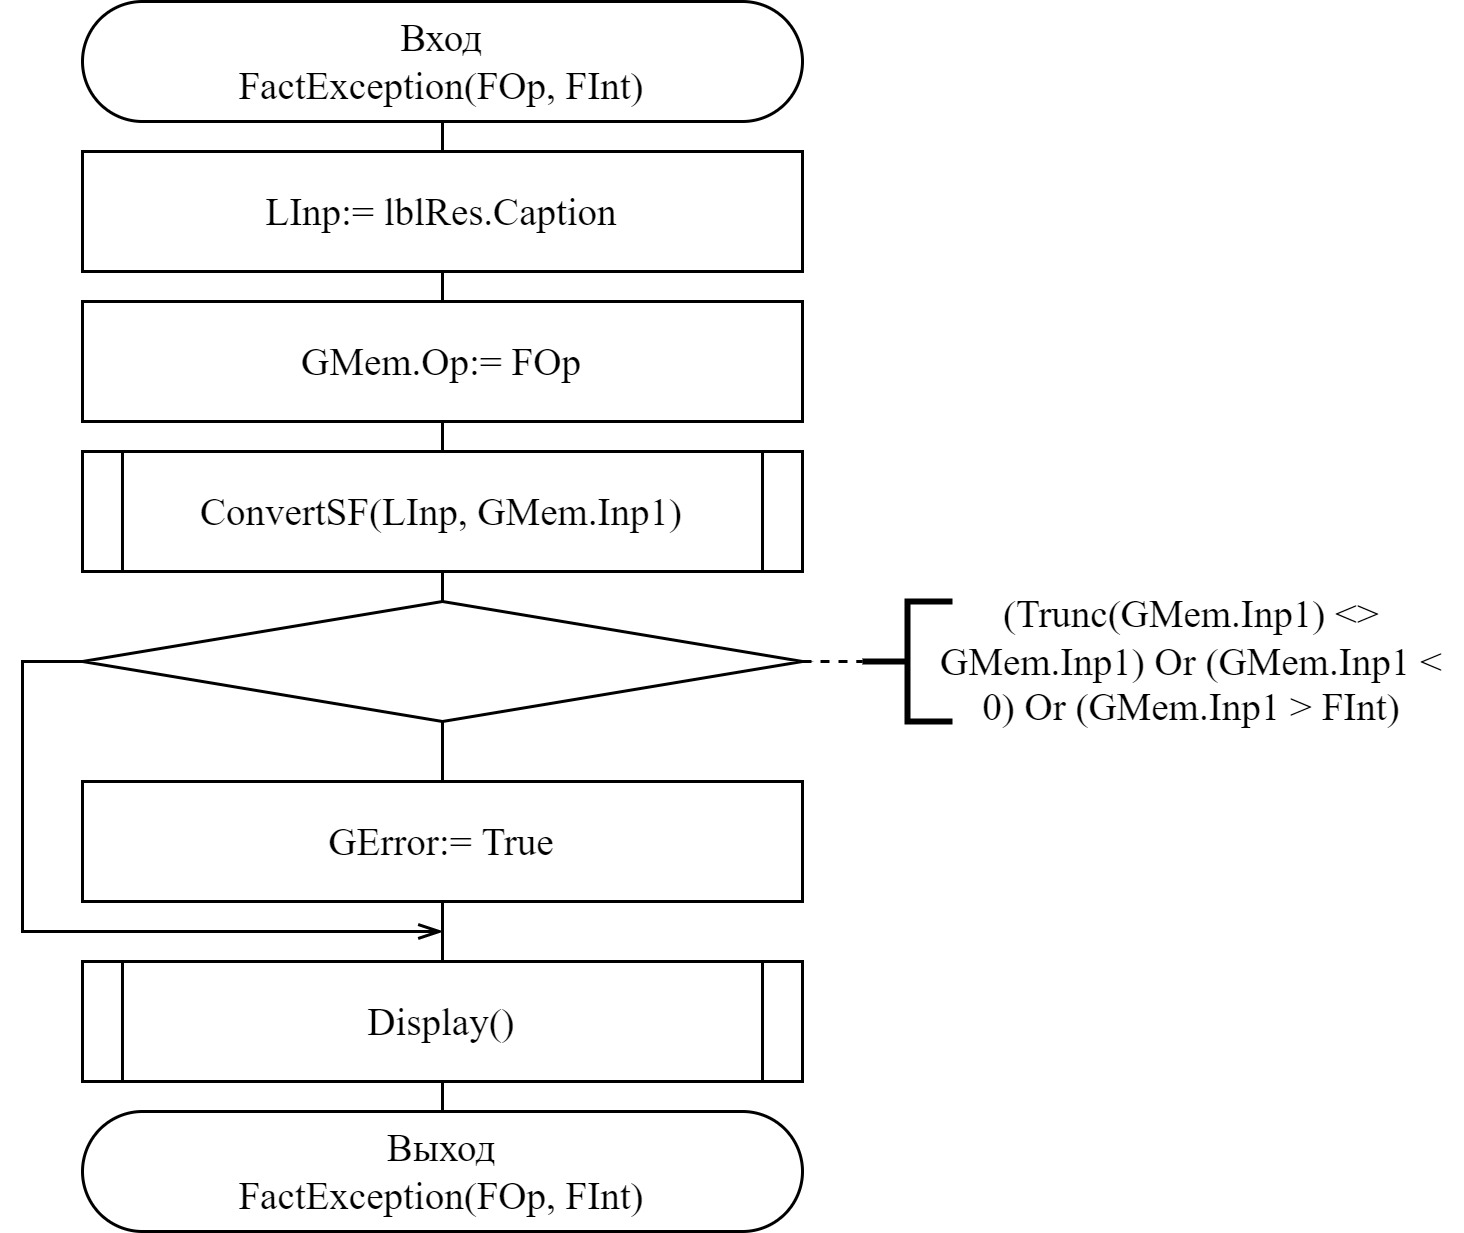 Вход
FactException(FOp, FInt)
LInp:= lblRes.Caption
GMem.Op:= FOp
ConvertSF(LInp, GMem.Inp1)
(Trunc(GMem.Inp1) <>
GMem.Inp1) Or (GMem.Inp1 <
0) Or (GMem.Inp1 > FInt)
GError:= True
Display()
Выход
FactException(FOp, FInt)